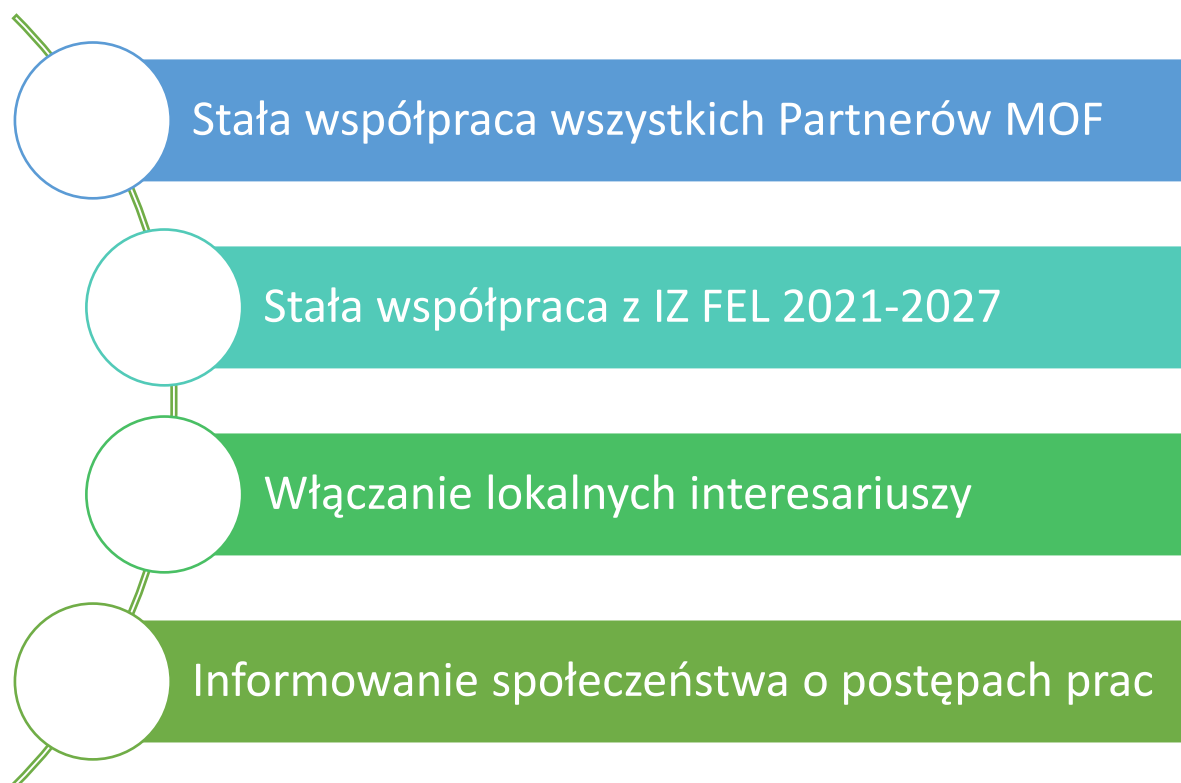 Stała współpraca wszystkich Partnerów MOF
Stała współpraca z IZ FEL 2021-2027
Włączanie lokalnych interesariuszy
Informowanie społeczeństwa o postępach prac